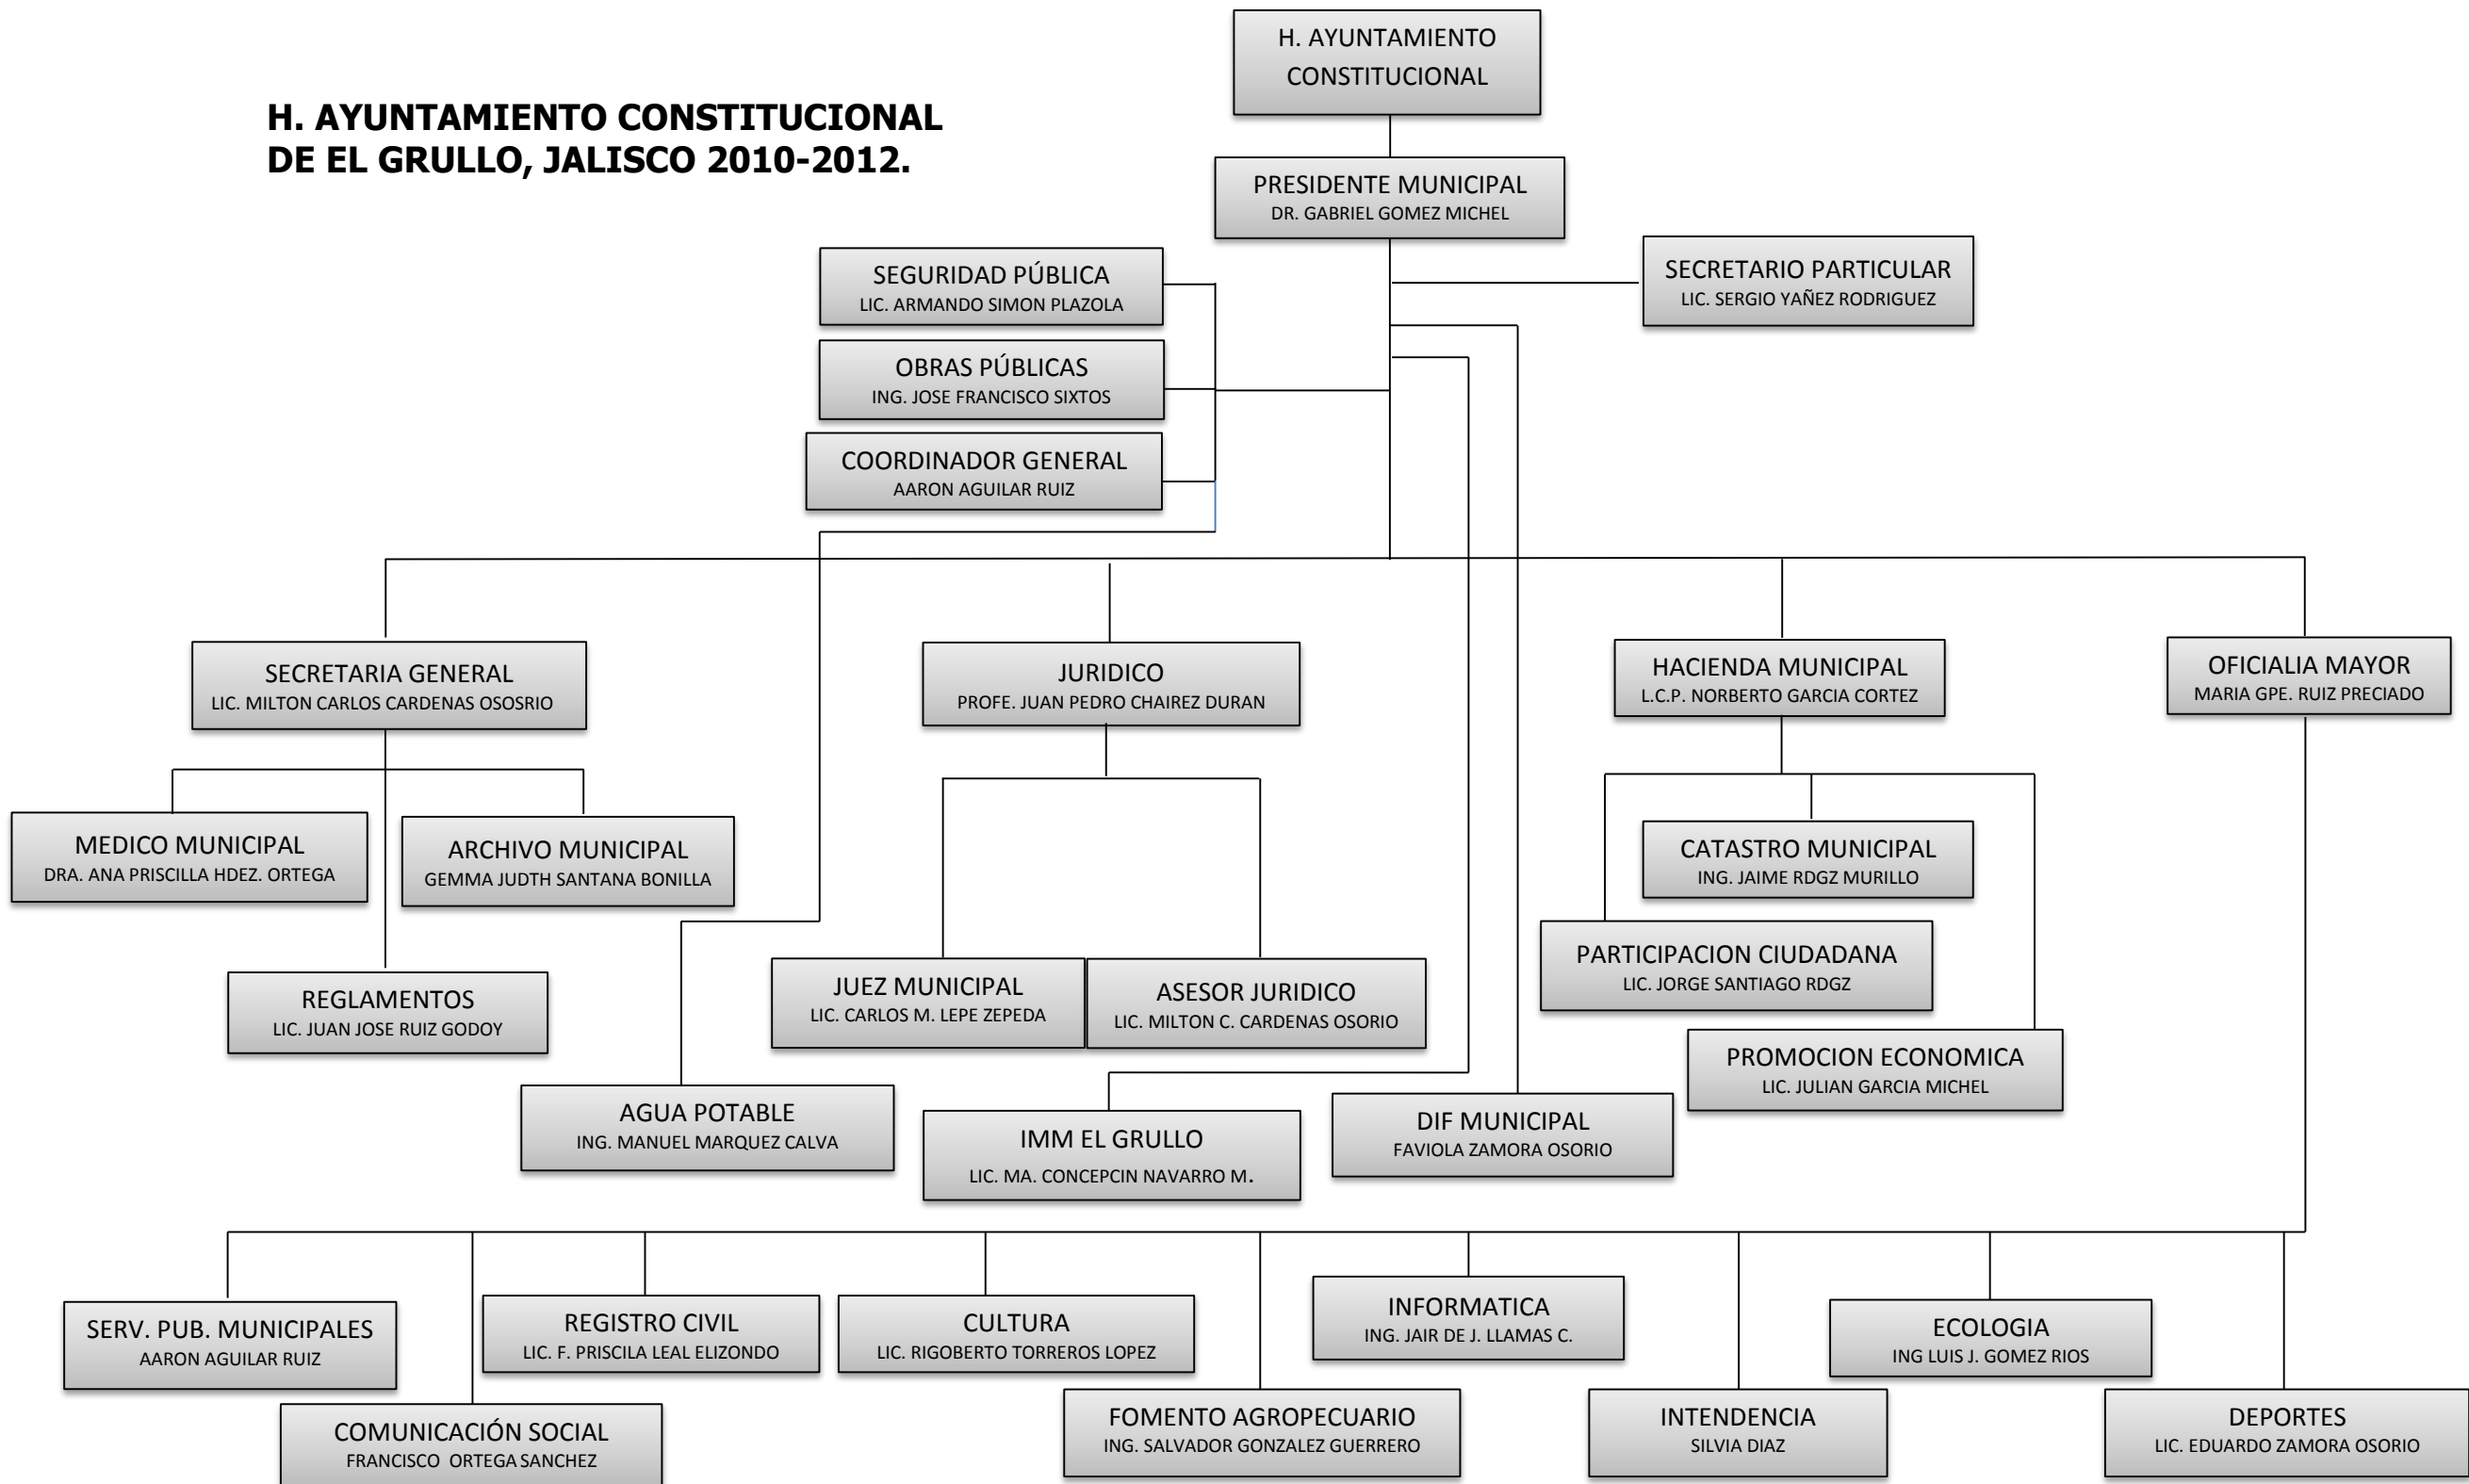 H. AYUNTAMIENTO
CONSTITUCIONAL
H. AYUNTAMIENTO CONSTITUCIONAL
DE EL GRULLO, JALISCO 2010-2012.
PRESIDENTE MUNICIPAL
DR. GABRIEL GOMEZ MICHEL
SEGURIDAD PÚBLICA
LIC. ARMANDO SIMON PLAZOLA
SECRETARIO PARTICULAR
LIC. SERGIO YAÑEZ RODRIGUEZ
OBRAS PÚBLICAS
ING. JOSE FRANCISCO SIXTOS
COORDINADOR GENERAL
AARON AGUILAR RUIZ
SECRETARIA GENERAL
LIC. MILTON CARLOS CARDENAS OSOSRIO
JURIDICO
PROFE. JUAN PEDRO CHAIREZ DURAN
HACIENDA MUNICIPAL
L.C.P. NORBERTO GARCIA CORTEZ
OFICIALIA MAYOR
MARIA GPE. RUIZ PRECIADO
MEDICO MUNICIPAL
DRA. ANA PRISCILLA HDEZ. ORTEGA
ARCHIVO MUNICIPAL
GEMMA JUDTH SANTANA BONILLA
CATASTRO MUNICIPAL
ING. JAIME RDGZ MURILLO
PARTICIPACION CIUDADANA
LIC. JORGE SANTIAGO RDGZ
REGLAMENTOS
LIC. JUAN JOSE RUIZ GODOY
JUEZ MUNICIPAL
LIC. CARLOS M. LEPE ZEPEDA
ASESOR JURIDICO
LIC. MILTON C. CARDENAS OSORIO
PROMOCION ECONOMICA
LIC. JULIAN GARCIA MICHEL
AGUA POTABLE
ING. MANUEL MARQUEZ CALVA
IMM EL GRULLO
LIC. MA. CONCEPCIN NAVARRO M.
DIF MUNICIPAL
FAVIOLA ZAMORA OSORIO
SERV. PUB. MUNICIPALES
AARON AGUILAR RUIZ
REGISTRO CIVIL
LIC. F. PRISCILA LEAL ELIZONDO
CULTURA
LIC. RIGOBERTO TORREROS LOPEZ
INFORMATICA
ING. JAIR DE J. LLAMAS C.
ECOLOGIA
ING LUIS J. GOMEZ RIOS
COMUNICACIÓN SOCIAL
FRANCISCO ORTEGA SANCHEZ
FOMENTO AGROPECUARIO
ING. SALVADOR GONZALEZ GUERRERO
INTENDENCIA
SILVIA DIAZ
DEPORTES
LIC. EDUARDO ZAMORA OSORIO